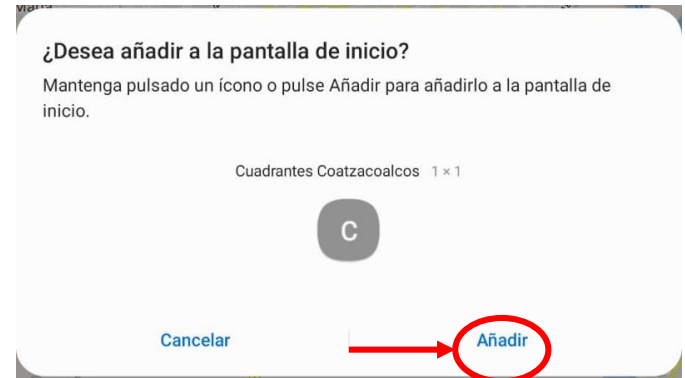 ¿Desea añadir a la pantalla de inicio?
Mantenga pulsado un ícono o pulse Añadir para añadirlo a la pantalla de
inicio.
Cuadrantes Coatzacoalcos 1 × 1
C
Cancelar Añadir